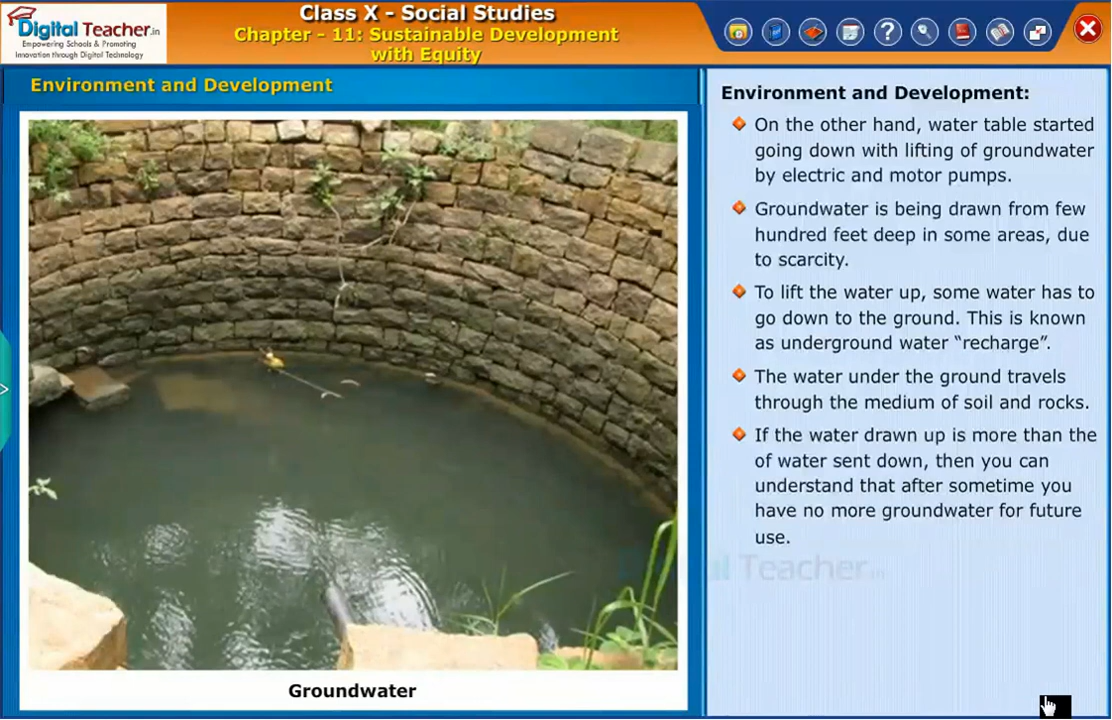 Digital Teacher.in
Empowering Schools & Promoting
Innovation through Digital Technology
Class X - Social Studies
Chapter - 11: Sustainable Development
with Equity
Environment and Development
Groundwater
Environment and Development:
On the other hand, water table started
going down with lifting of groundwater
by electric and motor pumps.
Groundwater is being drawn from few
hundred feet deep in some areas, due
to scarcity.
To lift the water up, some water has to
go down to the ground. This is known
as underground water “recharge”.
The water under the ground travels
through the medium of soil and rocks.
If the water drawn up is more than the
of water sent down, then you can
understand that after sometime you
have no more groundwater for future
use.
Digital Teacher.in